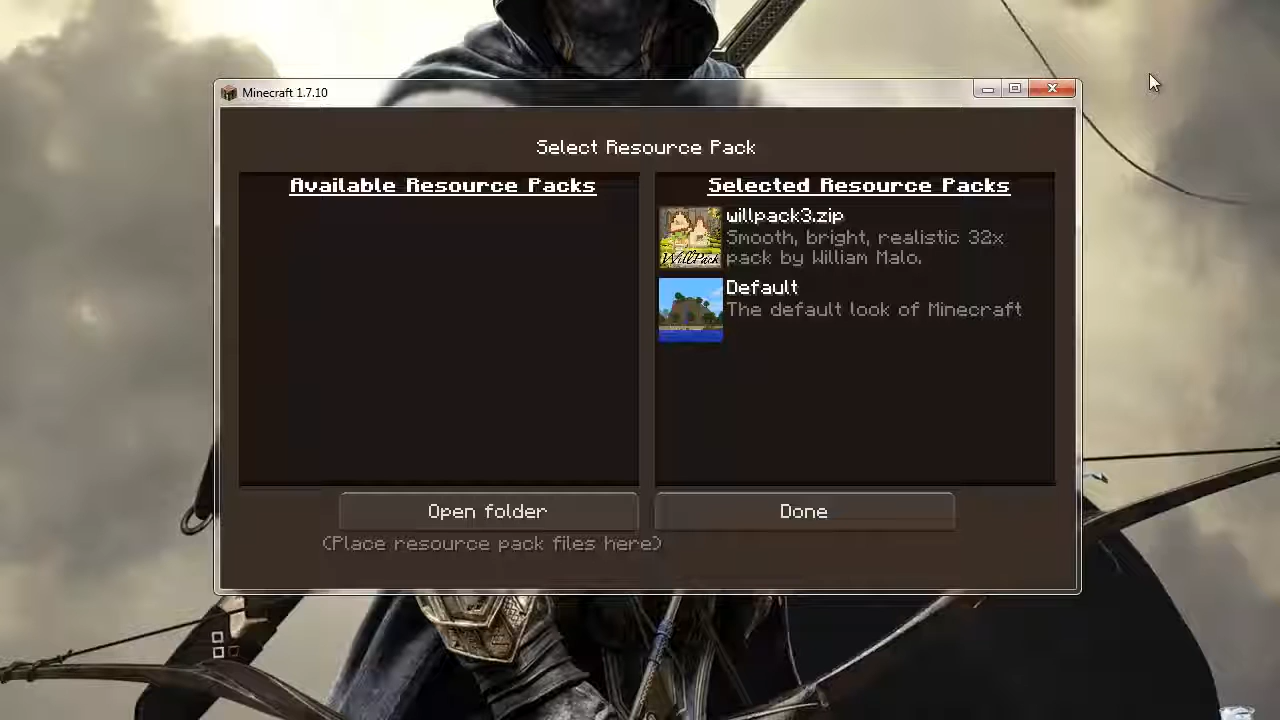 Minecraft 1.7.10
Select Resource Pack
Available Resource Packs
Selected Resource Packs
willpack3.zip
Smooth, bright, realistic 32x
pack by William Malo.
WillPack
Default
The default look of Minecraft
Open folder
Done
(Place resource pack files here)